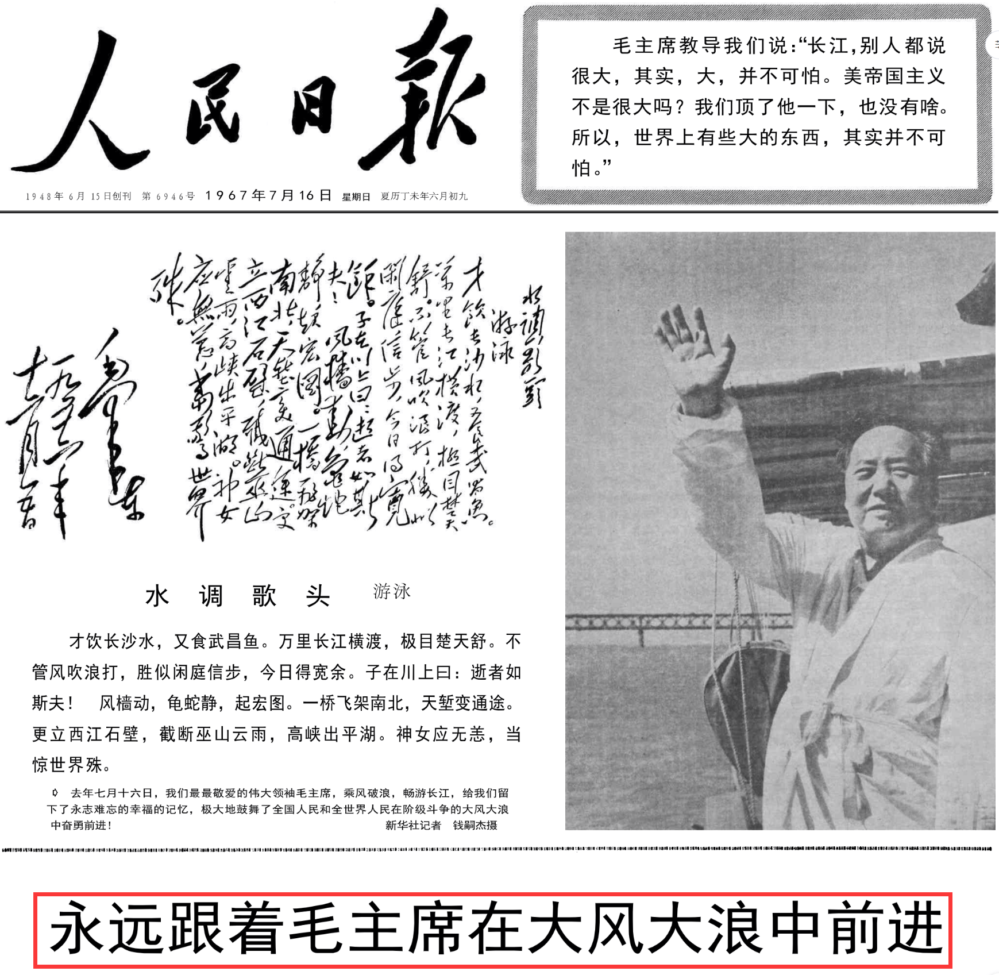 人民日報
1948年6月15日创刊 第6946号 1967年7月16日 星期日 夏历丁未年六月初九
毛主席教导我们说:“长江,别人都说
很大，其实，大，并不可怕。美帝国主义
不是很大吗？我们顶了他一下，也没有啥。
所以，世界上有些大的东西，其实并不可
怕。”
水调歌头
游泳
才饮长沙水，又食武昌鱼。
万里长江横渡，极目楚天
舒。不管风吹浪打，胜似
闲庭信步，今日得宽
馀。子在川上曰：逝者如斯
夫！ 风樯动，龟蛇
静，起宏图。一桥飞架
南北，天堑变通途。更
立西江石壁，截断巫山
云雨，高峡出平湖。神女
应无恙，当惊世界
殊。
毛泽东
一九五六年
十二月五日
水调歌头 游泳
才饮长沙水，又食武昌鱼。万里长江横渡，极目楚天舒。不
管风吹浪打，胜似闲庭信步，今日得宽余。子在川上曰：逝者如
斯夫！ 风樯动，龟蛇静，起宏图。一桥飞架南北，天堑变通途。
更立西江石壁，截断巫山云雨，高峡出平湖。神女应无恙，当
惊世界殊。
去年七月十六日，我们最最敬爱的伟大领袖毛主席，乘风破浪，畅游长江，给我们留
下了永志难忘的幸福的记忆，极大地鼓舞了全国人民和全世界人民在阶级斗争的大风大浪
中奋勇前进！ 新华社记者 钱嗣杰摄
永远跟着毛主席在大风大浪中前进